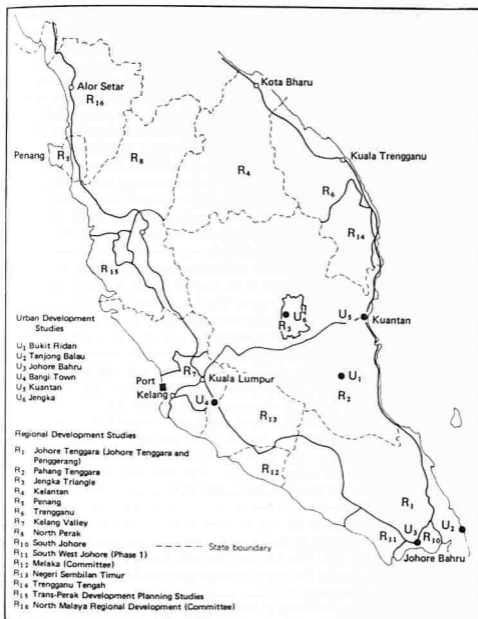 Alor Setar
R16
Kota Bharu
Penang
R5
R8
R4
Kuala Trengganu
R6
R14
R15
U6
R3
U5
Kuantan
Urban Development
Studies
U1 Bukit Ridan
U2 Tanjong Balau
U3 Johore Bahru
U4 Bangi Town
U5 Kuantan
U6 Jengka
R7
Port
Kelang
Kuala Lumpur
U4
U1
R2
R13
R12
Regional Development Studies
R1 Johore Tenggara (Johore Tenggara and
Penggerang)
R2 Pahang Tenggara
R3 Jengka Triangle
R4 Kelantan
R5 Penang
R6 Trengganu
R7 Kelang Valley
R8 North Perak
R10 South Johore
R11 South West Johore (Phase 1)
R12 Melaka (Committee)
R13 Negeri Sembilan Timur
R14 Trengganu Tengah
R15 Trans-Perak Development Planning Studies
R16 North Malaya Regional Development (Committee)
State boundary
R1
R11
U3
R10
U2
Johore Bahru